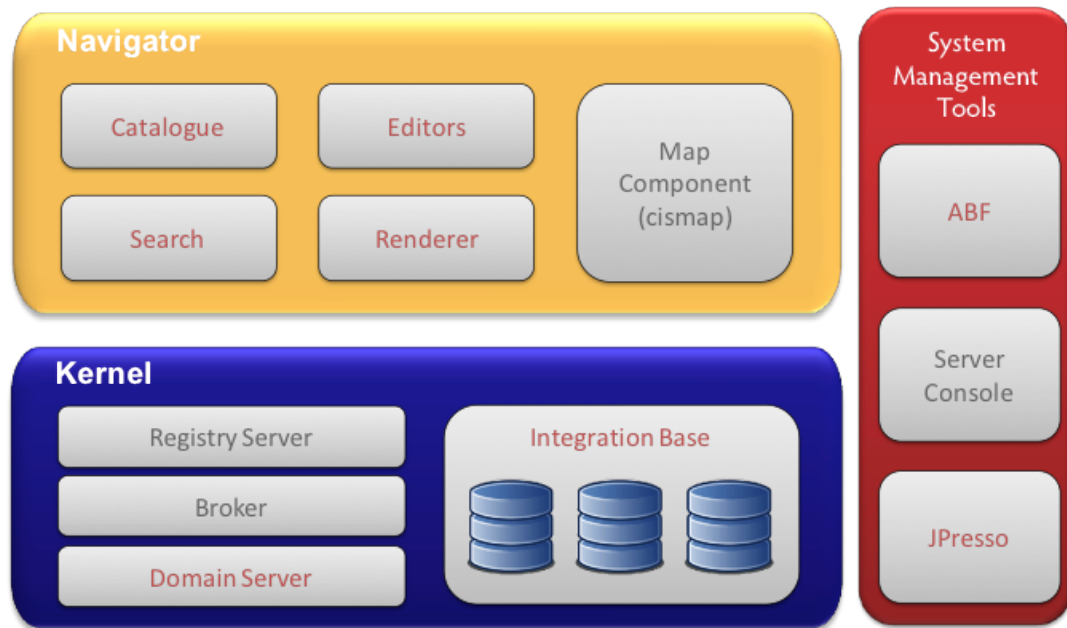 Navigator
Catalogue
Editors
Map
Component
(cismap)
Search
Renderer
Kernel
Registry Server
Broker
Domain Server
Integration Base
System
Management
Tools
ABF
Server
Console
JPresso